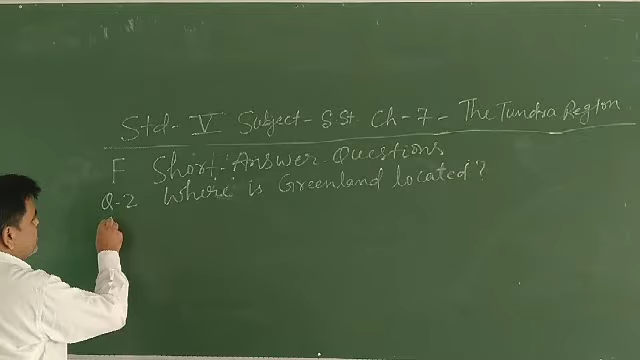 Std- V Subject- S.St. Ch-7- The Tundra Region
F Short-Answer Questions
Q-2 Where is Greenland located?